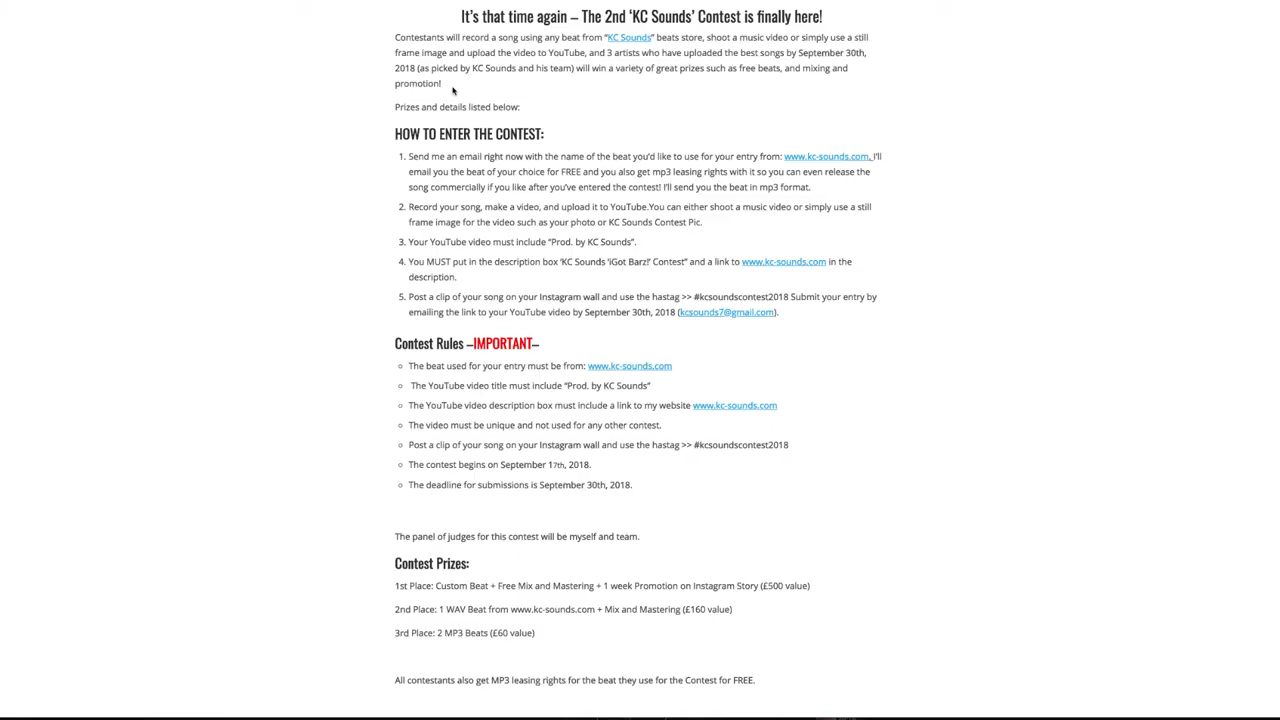 It's that time again – The 2nd 'KC Sounds' Contest is finally here!
Contestants will record a song using any beat from "KC Sounds" beats store, shoot a music video or simply use a still
frame image and upload the video to YouTube, and 3 artists who have uploaded the best songs by September 30th,
2018 (as picked by KC Sounds and his team) will win a variety of great prizes such as free beats, and mixing and
promotion!
Prizes and details listed below:
HOW TO ENTER THE CONTEST:
1. Send me an email right now with the name of the beat you'd like to use for your entry from: www.kc-sounds.com. I'll
email you the beat of your choice for FREE and you also get mp3 leasing rights with it so you can even release the
song commercially if you like after you've entered the contest! I'll send you the beat in mp3 format.
2. Record your song, make a video, and upload it to YouTube.You can either shoot a music video or simply use a still
frame image for the video such as your photo or KC Sounds Contest Pic.
3. Your YouTube video must include "Prod. by KC Sounds".
4. You MUST put in the description box 'KC Sounds 'iGot Barz!' Contest" and a link to www.kc-sounds.com in the
description.
5. Post a clip of your song on your Instagram wall and use the hastag >> #kcsoundscontest2018 Submit your entry by
emailing the link to your YouTube video by September 30th, 2018 (kcsounds7@gmail.com).
Contest Rules –IMPORTANT–
The beat used for your entry must be from: www.kc-sounds.com
The YouTube video title must include "Prod. by KC Sounds"
The YouTube video description box must include a link to my website www.kc-sounds.com
The video must be unique and not used for any other contest.
Post a clip of your song on your Instagram wall and use the hastag >> #kcsoundscontest2018
The contest begins on September 17th, 2018.
The deadline for submissions is September 30th, 2018.
The panel of judges for this contest will be myself and team.
Contest Prizes:
1st Place: Custom Beat + Free Mix and Mastering + 1 week Promotion on Instagram Story (£500 value)
2nd Place: 1 WAV Beat from www.kc-sounds.com + Mix and Mastering (£160 value)
3rd Place: 2 MP3 Beats (£60 value)
All contestants also get MP3 leasing rights for the beat they use for the Contest for FREE.